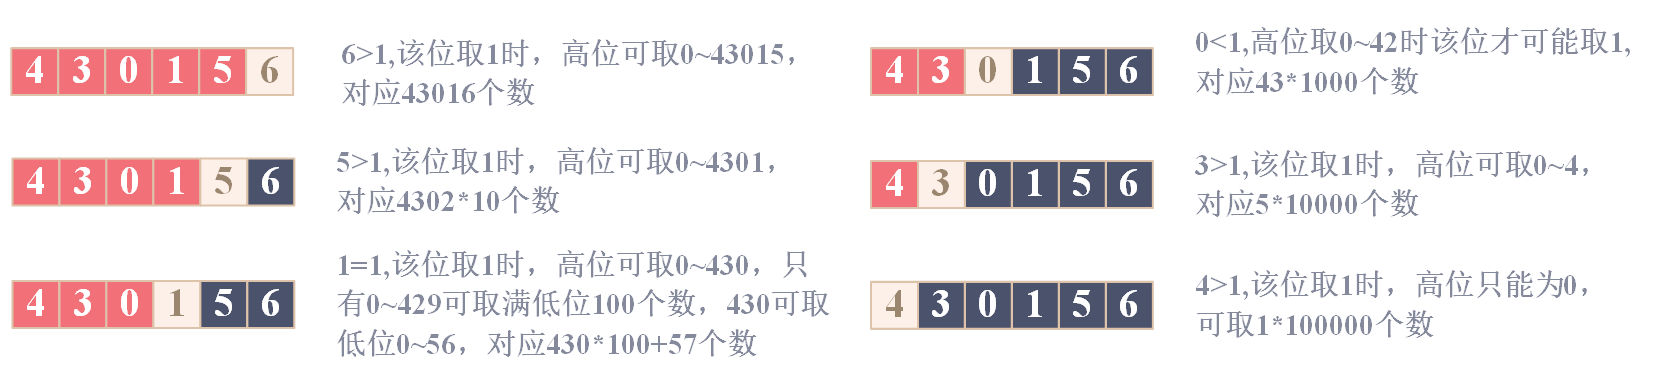 4 3 0 1 5 6
6>1,该位取1时，高位可取0~43015，
对应43016个数
4 3 0 1 5 6
5>1,该位取1时，高位可取0~4301，
对应4302*10个数
4 3 0 1 5 6
1=1,该位取1时，高位可取0~430，只
有0~429可取满低位100个数，430可取
低位0~56，对应430*100+57个数
4 3 0 1 5 6
0<1,高位取0~42时该位才可能取1,
对应43*1000个数
4 3 0 1 5 6
3>1,该位取1时，高位可取0~4，
对应5*10000个数
4 3 0 1 5 6
4>1,该位取1时，高位只能为0，
可取1*100000个数